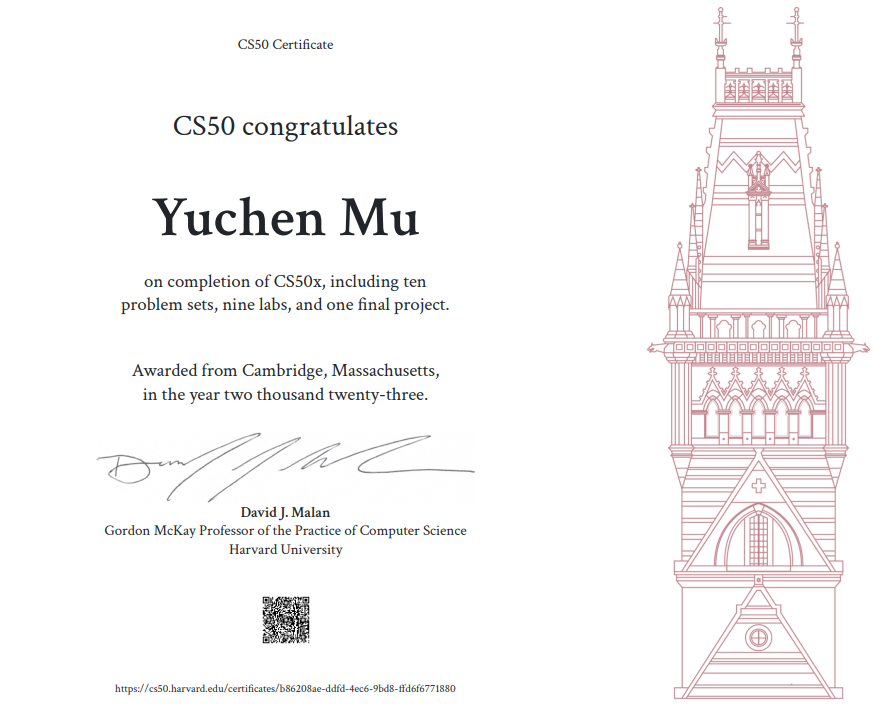 CS50 Certificate
CS50 congratulates
Yuchen Mu
on completion of CS50x, including ten
problem sets, nine labs, and one final project.
Awarded from Cambridge, Massachusetts,
in the year two thousand twenty-three.
David J. Malan
Gordon McKay Professor of the Practice of Computer Science
Harvard University
https://cs50.harvard.edu/certificates/b86208ae-ddfd-4ec6-9bd8-ffd6f6771880